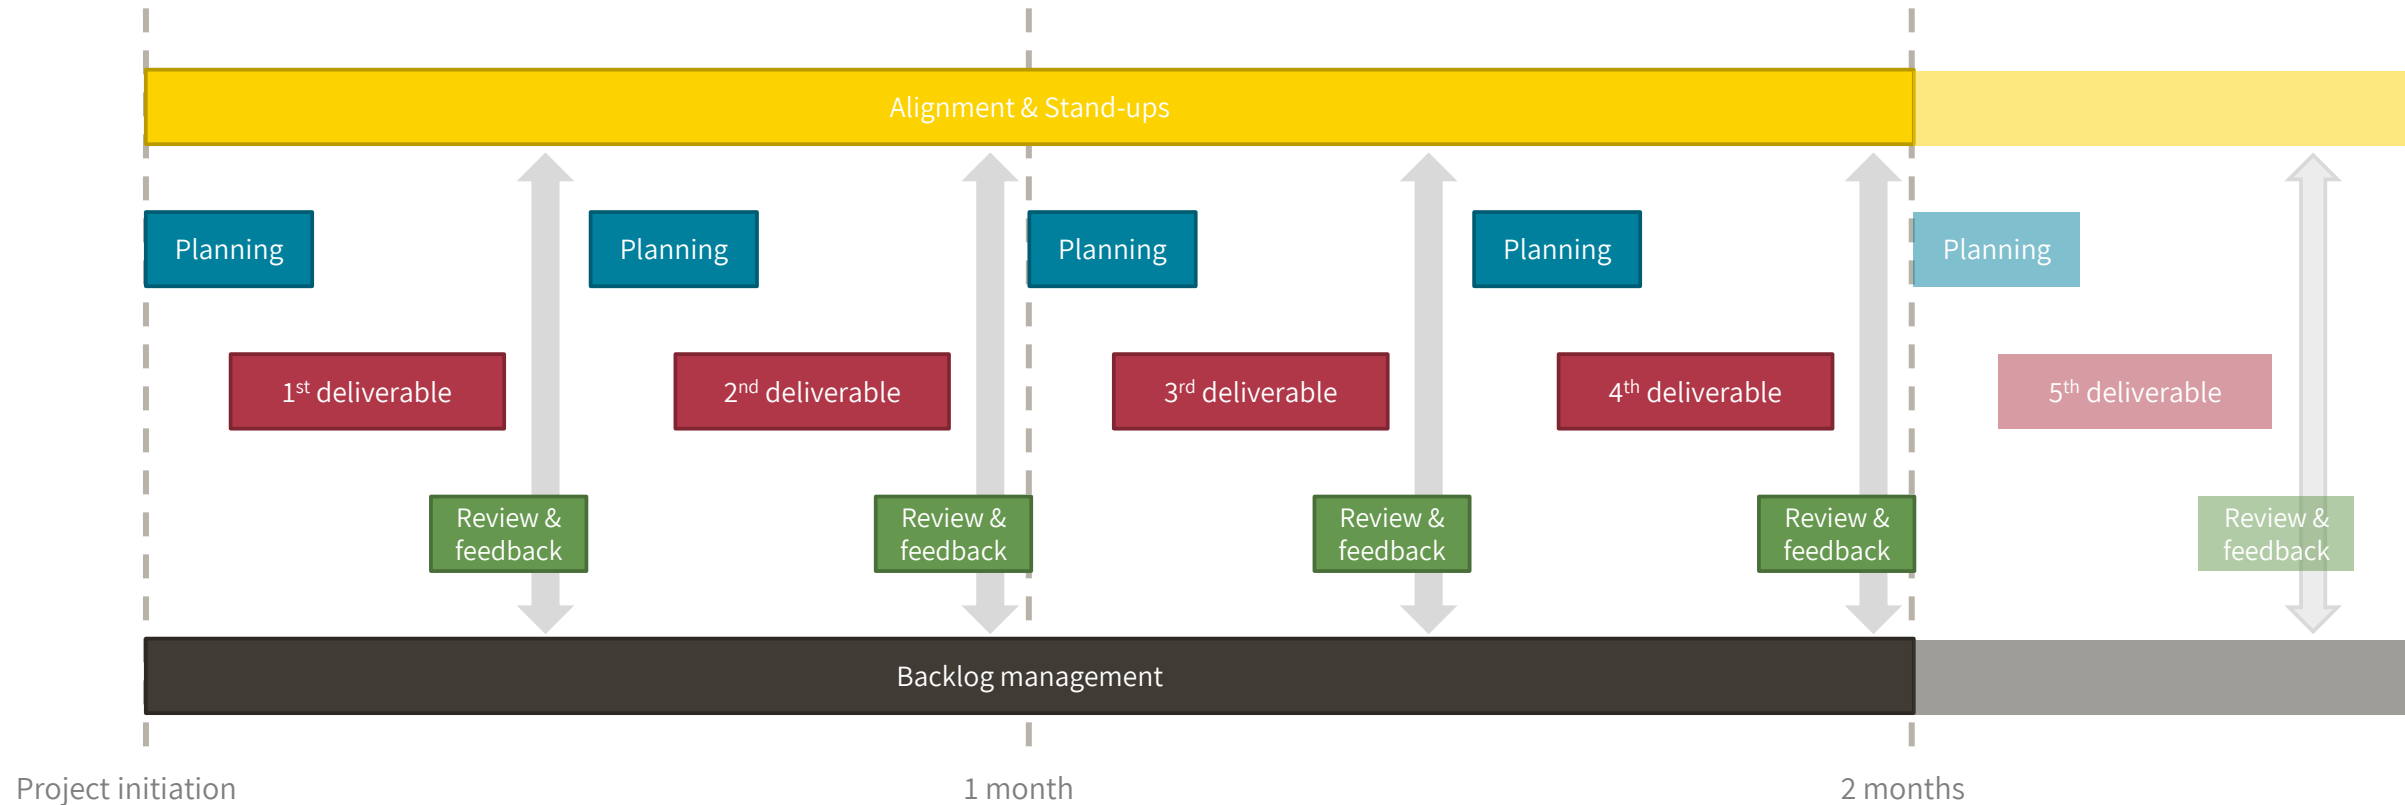 Alignment & Stand-ups
Planning
Planning
Planning
Planning
Planning
1st deliverable
2nd deliverable
3rd deliverable
4th deliverable
5th deliverable
Review &
feedback
Review &
feedback
Review &
feedback
Review &
feedback
Review &
feedback
Backlog management
Project initiation
1 month
2 months